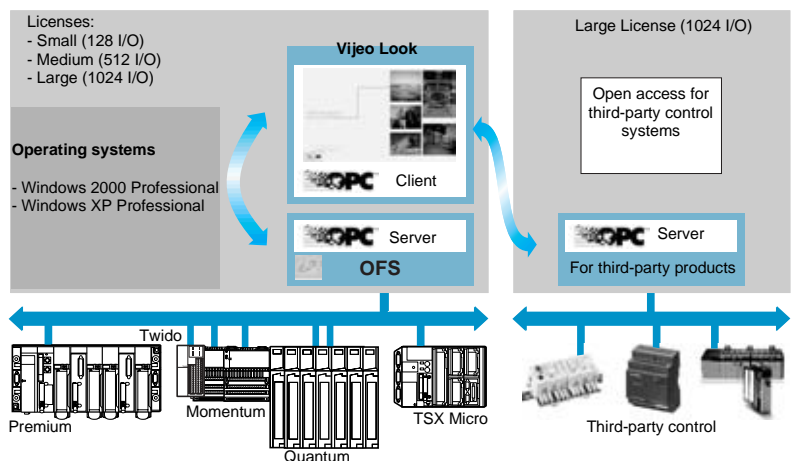 Licenses:
- Small (128 I/O)
- Medium (512 I/O)
- Large (1024 I/O)
Operating systems
- Windows 2000 Professional
- Windows XP Professional
Vijeo Look
OPC Client
OPC Server
OFS
Large License (1024 I/O)
Open access for
third-party control
systems
OPC Server
For third-party products
Premium
Twido
Momentum
Quantum
TSX Micro
Third-party control